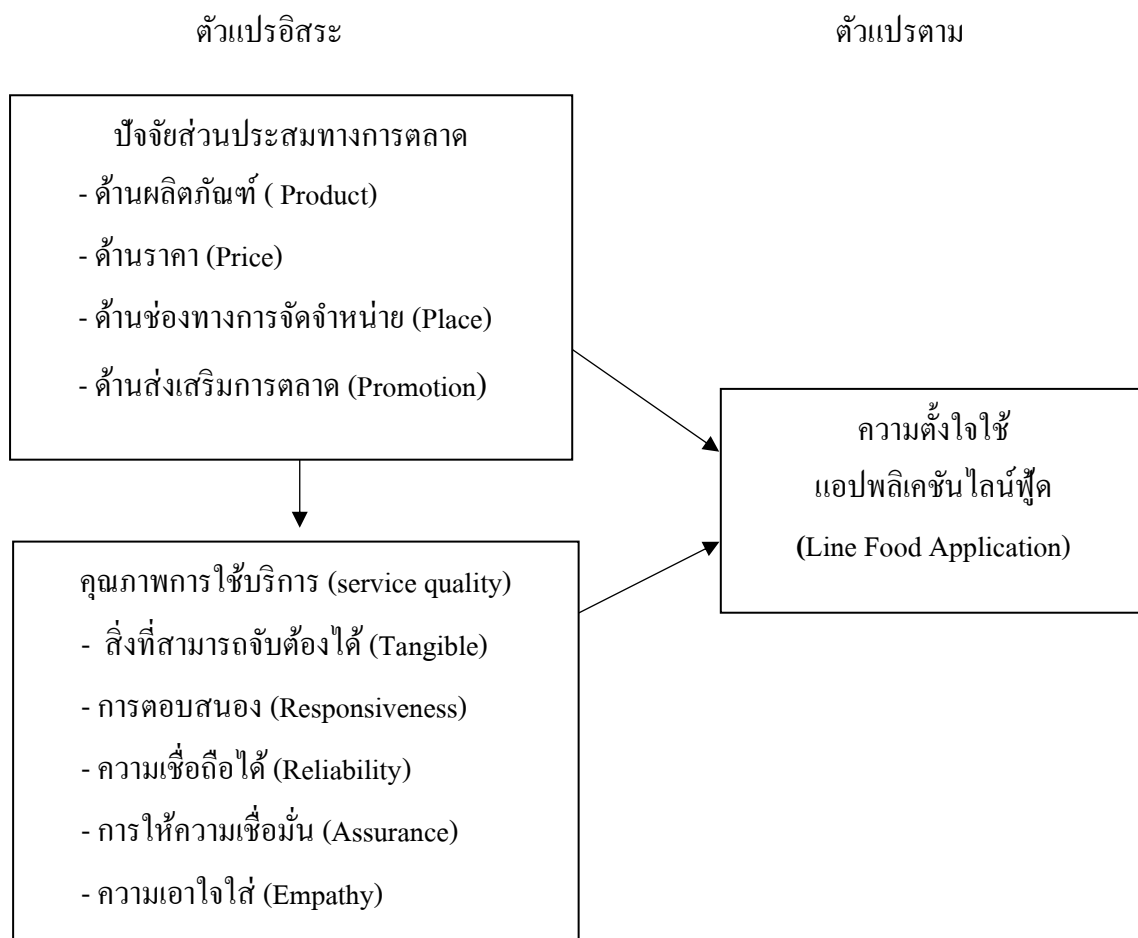 ตัวแปรอิสระ
ตัวแปรตาม
ปัจจัยส่วนประสมทางการตลาด
- ด้านผลิตภัณฑ์ ( Product)
- ด้านราคา (Price)
- ด้านช่องทางการจัดจำหน่าย (Place)
- ด้านส่งเสริมการตลาด (Promotion)
ความตั้งใจใช้
แอปพลิเคชันไลน์ฟู้ด
(Line Food Application)
คุณภาพการใช้บริการ (service quality)
- สิ่งที่สามารถจับต้องได้ (Tangible)
- การตอบสนอง (Responsiveness)
- ความเชื่อถือได้ (Reliability)
- การให้ความเชื่อมั่น (Assurance)
- ความเอาใจใส่ (Empathy)